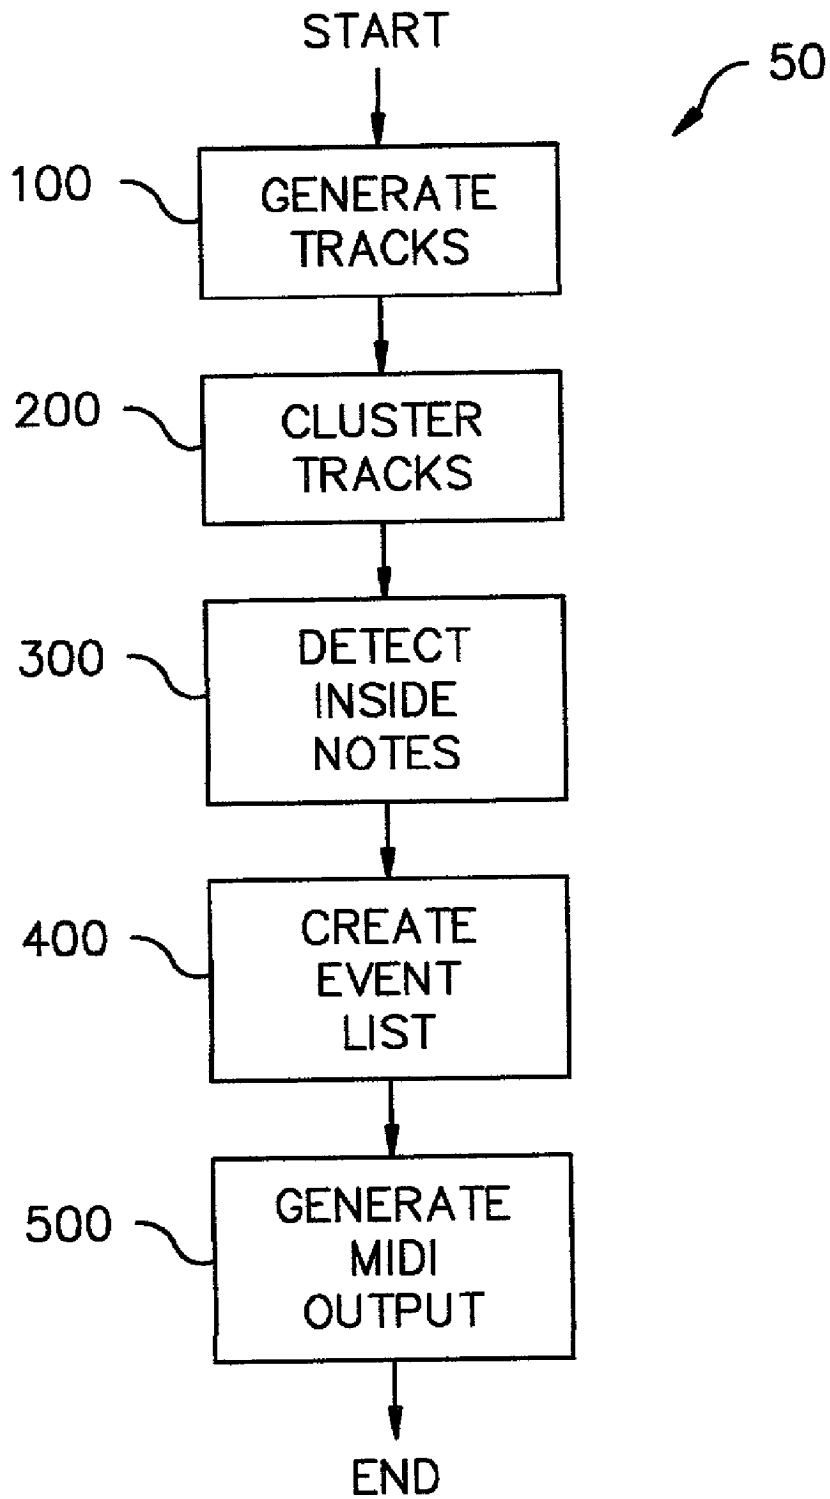 START
50
100
GENERATE
TRACKS
200
CLUSTER
TRACKS
300
DETECT
INSIDE
NOTES
400
CREATE
EVENT
LIST
500
GENERATE
MIDI
OUTPUT
END